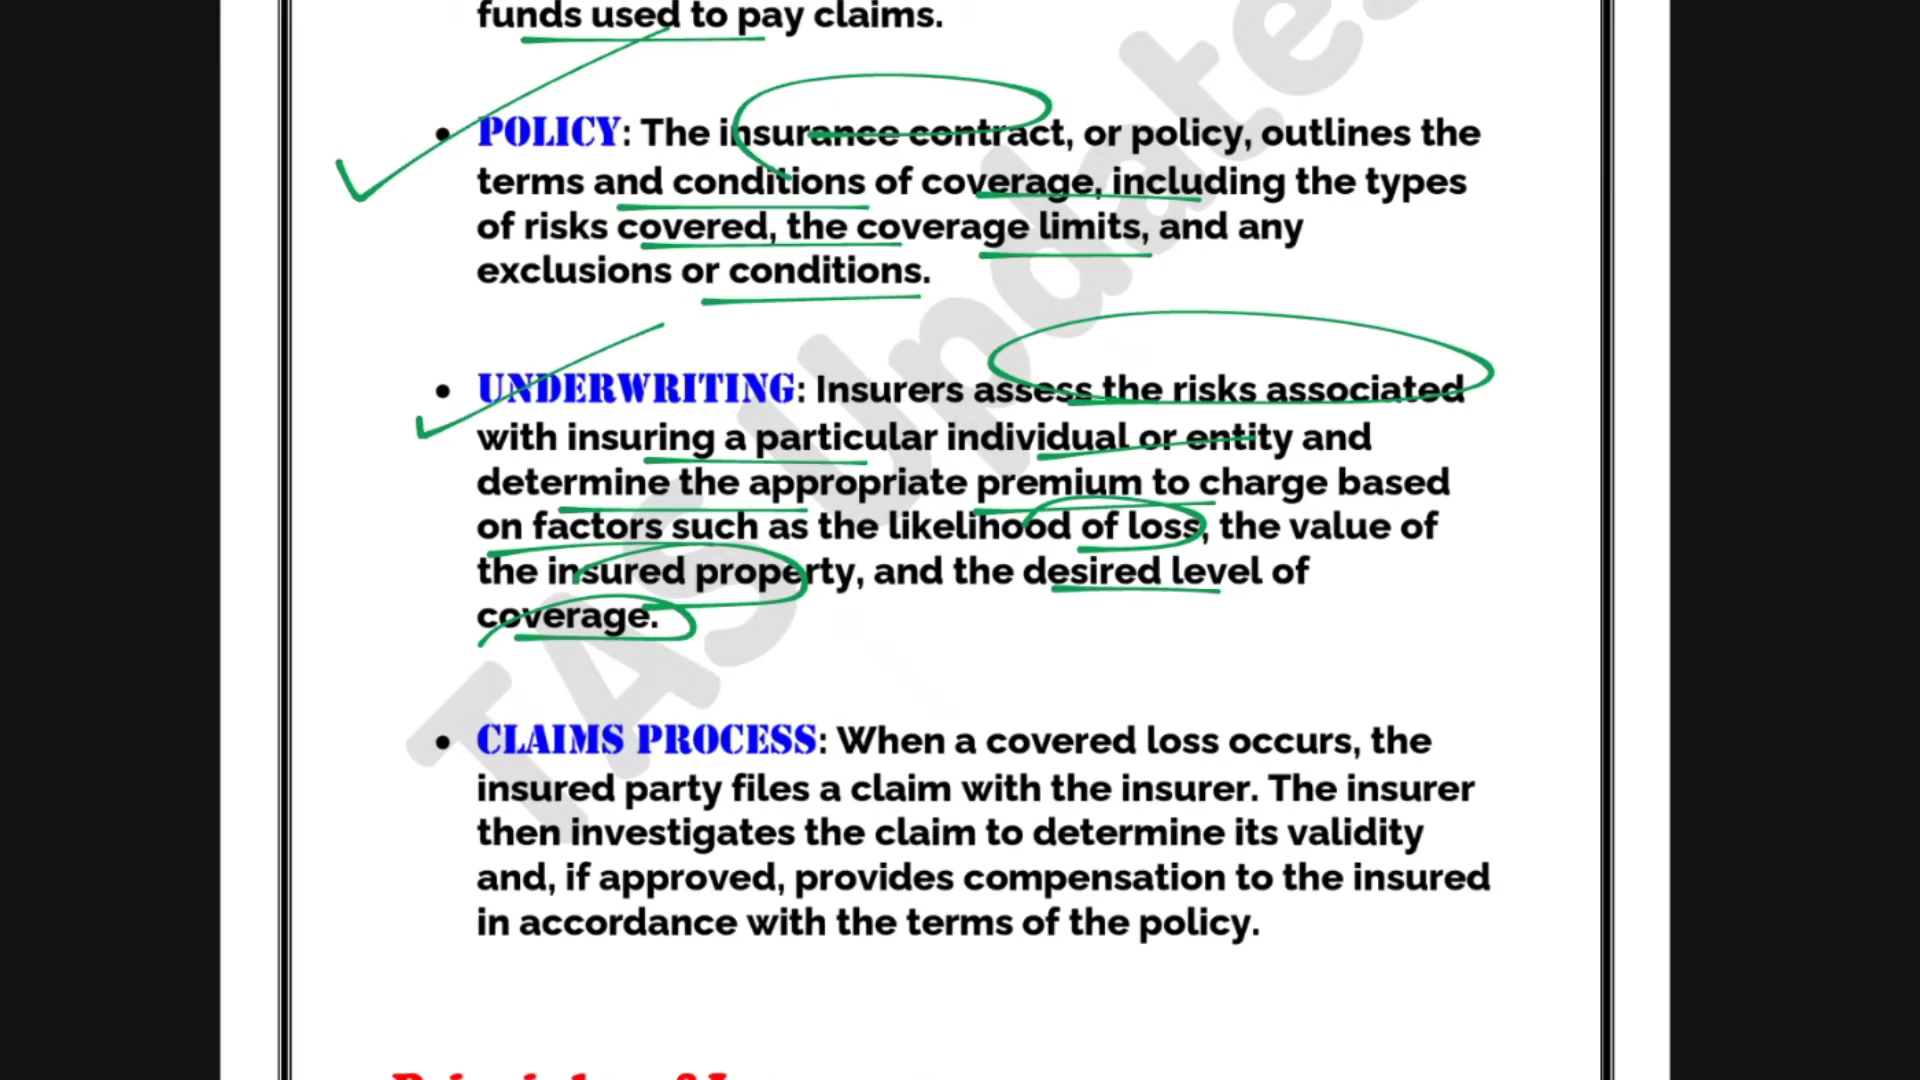 funds used to pay claims.
• POLICY: The insurance contract, or policy, outlines the
terms and conditions of coverage, including the types
of risks covered, the coverage limits, and any
exclusions or conditions.
• UNDERWRITING: Insurers assess the risks associated
with insuring a particular individual or entity and
determine the appropriate premium to charge based
on factors such as the likelihood of loss, the value of
the insured property, and the desired level of
coverage.
• CLAIMS PROCESS: When a covered loss occurs, the
insured party files a claim with the insurer. The insurer
then investigates the claim to determine its validity
and, if approved, provides compensation to the insured
in accordance with the terms of the policy.
TAS Updates